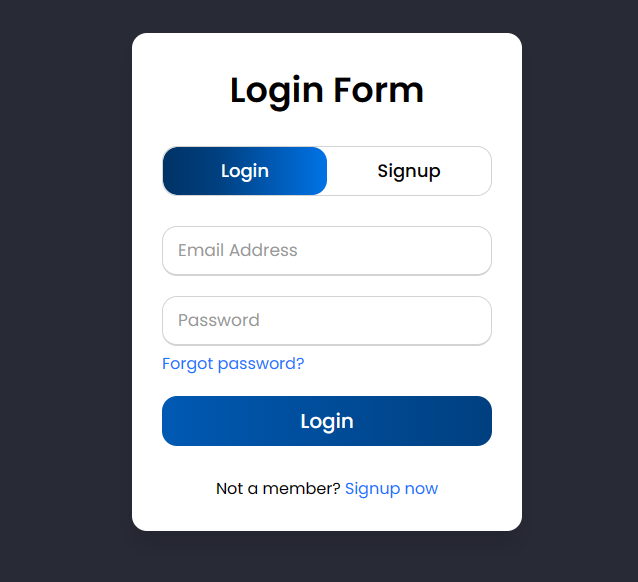 Login Form
Login Signup
Email Address
Password
Forgot password?
Login
Not a member? Signup now